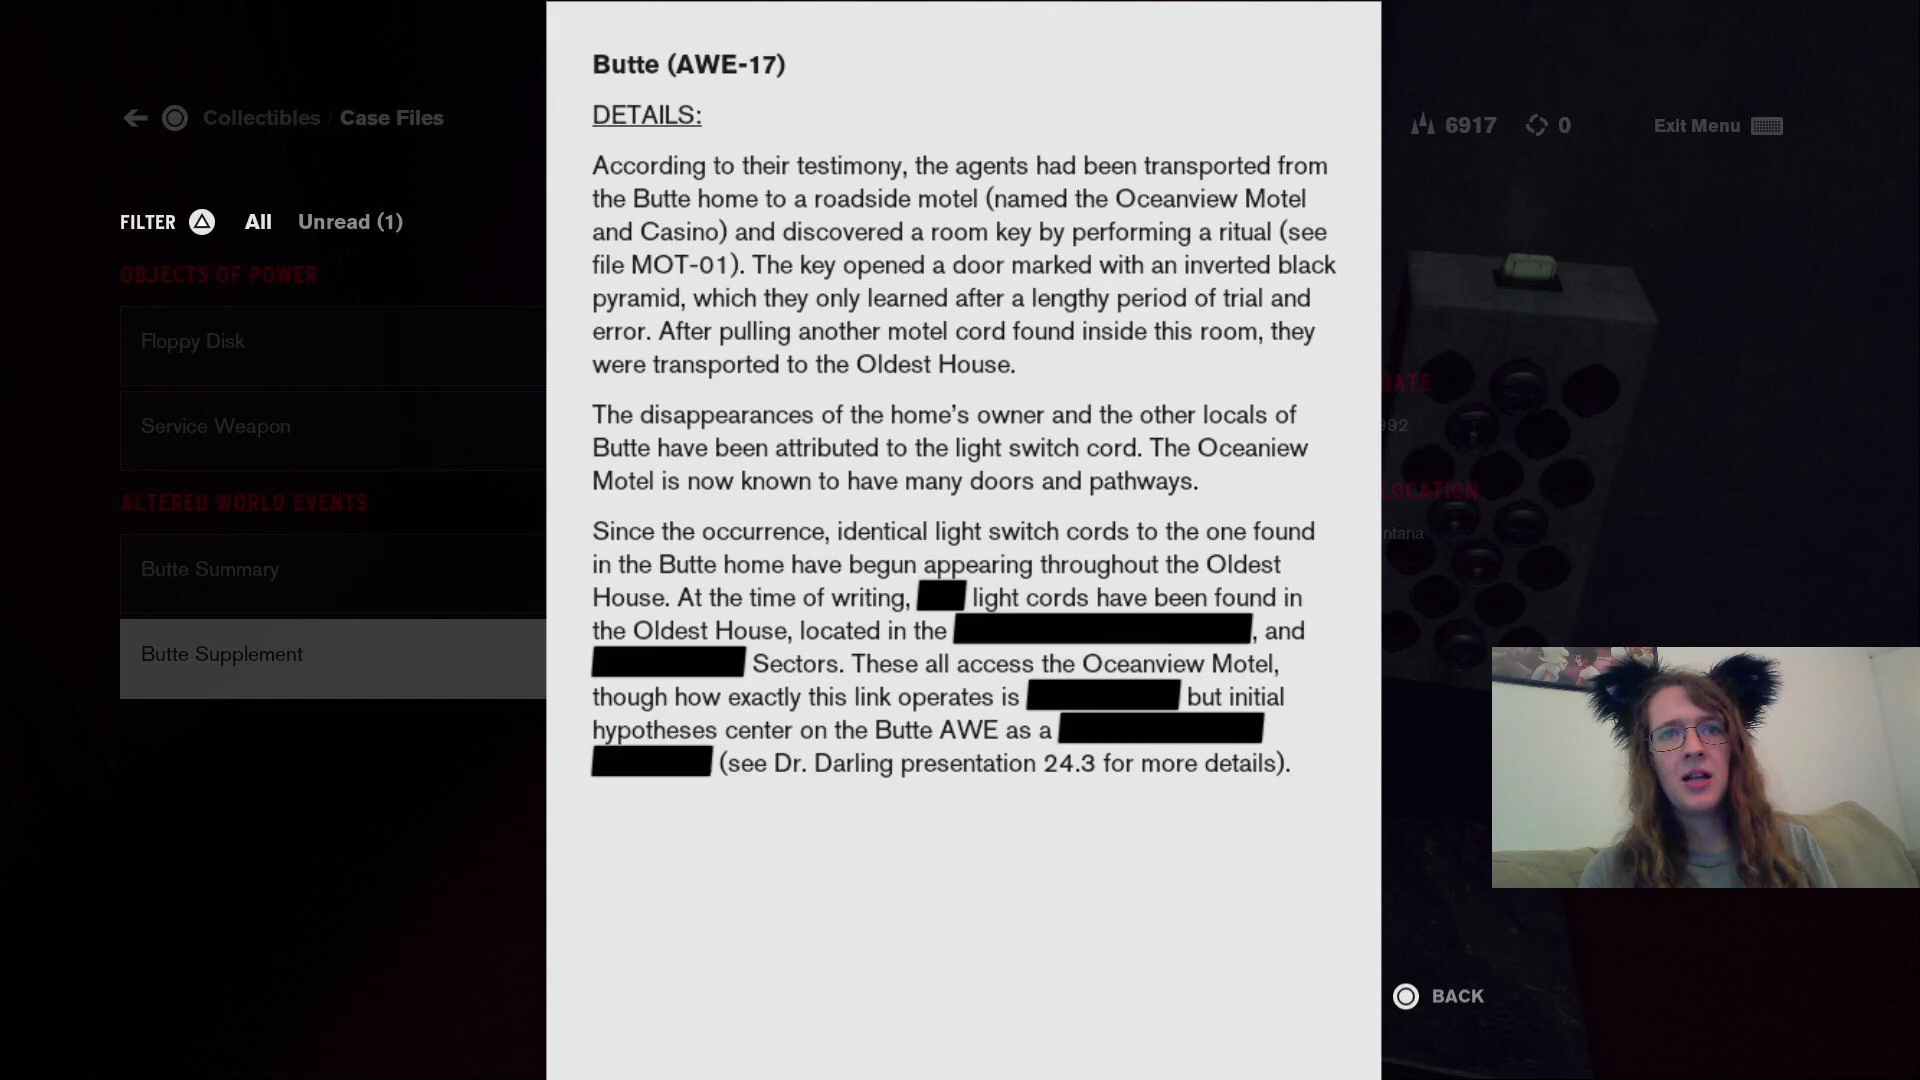 Collectibles / Case Files
FILTER All Unread (1)
OBJECTS OF POWER
Floppy Disk
Service Weapon
ALTERED WORLD EVENTS
Butte Summary
Butte Supplement
Butte (AWE-17)
DETAILS:
According to their testimony, the agents had been transported from
the Butte home to a roadside motel (named the Oceanview Motel
and Casino) and discovered a room key by performing a ritual (see
file MOT-01). The key opened a door marked with an inverted black
pyramid, which they only learned after a lengthy period of trial and
error. After pulling another motel cord found inside this room, they
were transported to the Oldest House.
The disappearances of the home's owner and the other locals of
Butte have been attributed to the light switch cord. The Oceaniew
Motel is now known to have many doors and pathways.
Since the occurrence, identical light switch cords to the one found
in the Butte home have begun appearing throughout the Oldest
House. At the time of writing, light cords have been found in
the Oldest House, located in the , and
Sectors. These all access the Oceanview Motel,
though how exactly this link operates is but initial
hypotheses center on the Butte AWE as a
(see Dr. Darling presentation 24.3 for more details).
6917 0 Exit Menu
DATE
992
LOCATION
ntana
BACK